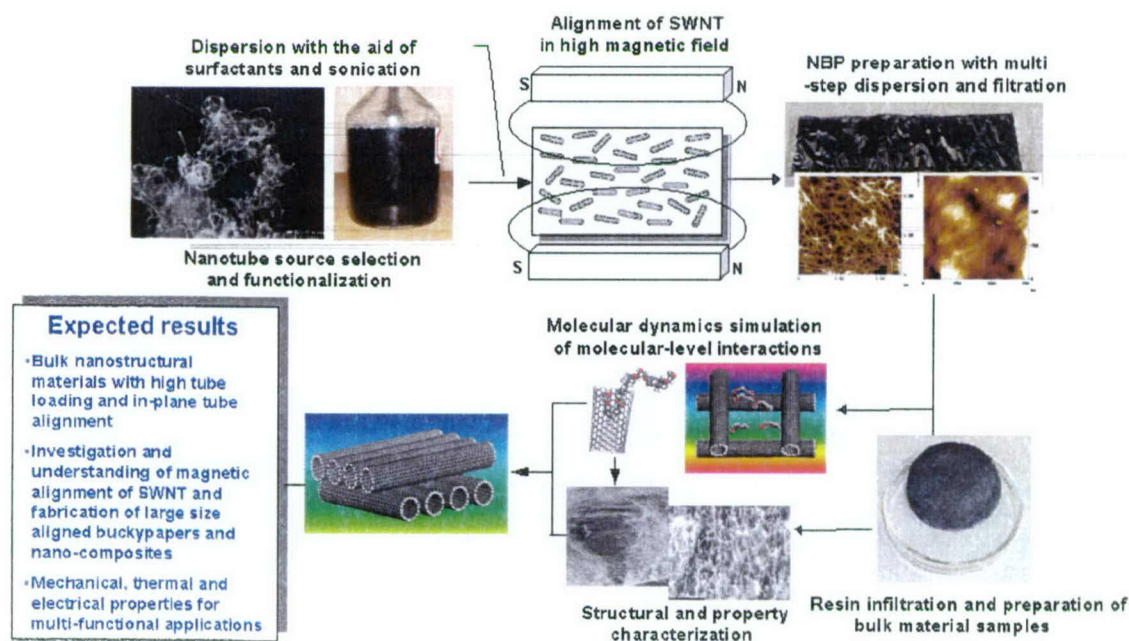 Alignment of SWNT
in high magnetic field
Dispersion with the aid of
surfactants and sonication
NBP preparation with multi
-step dispersion and filtration
S
N
S
N
Nanotube source selection
and functionalization
Expected results
•Bulk nanostructural
materials with high tube
loading and in-plane tube
alignment
•Investigation and
understanding of magnetic
alignment of SWNT and
fabrication of large size
aligned buckypapers and
nano-composites
•Mechanical, thermal and
electrical properties for
multi-functional applications
Molecular dynamics simulation
of molecular-level interactions
Structural and property
characterization
Resin infiltration and preparation of
bulk material samples